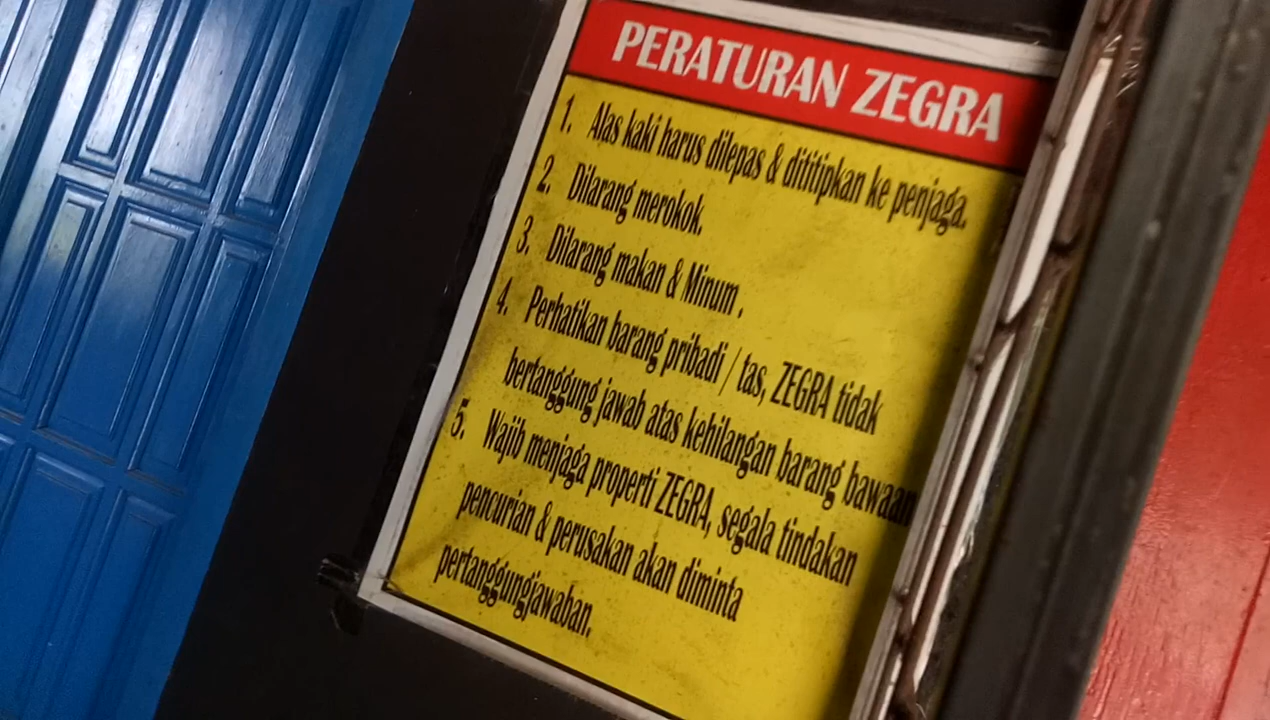 PERATURAN ZEGRA
1. Alas kaki harus dilepas & dititipkan ke penjaga.
2. Dilarang merokok.
3. Dilarang makan & Minum .
4. Perhatikan barang pribadi / tas, ZEGRA tidak
bertanggung jawab atas kehilangan barang bawaan
5. Wajib menjaga properti ZEGRA, segala tindakan
pencurian & perusakan akan diminta
pertanggungjawaban.